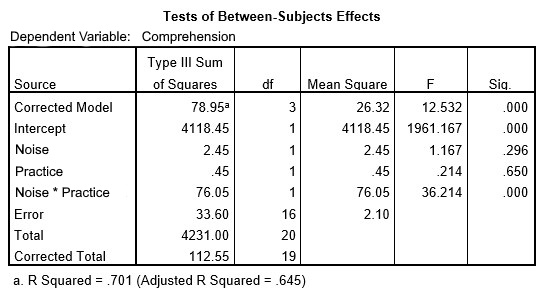 Tests of Between-Subjects Effects
Dependent Variable: Comprehension
Source Type III Sum of Squares df Mean Square F Sig.
Corrected Model 78.95a 3 26.32 12.532 .000
Intercept 4118.45 1 4118.45 1961.167 .000
Noise 2.45 1 2.45 1.167 .296
Practice .45 1 .45 .214 .650
Noise * Practice 76.05 1 76.05 36.214 .000
Error 33.60 16 2.10
Total 4231.00 20
Corrected Total 112.55 19
a. R Squared = .701 (Adjusted R Squared = .645)